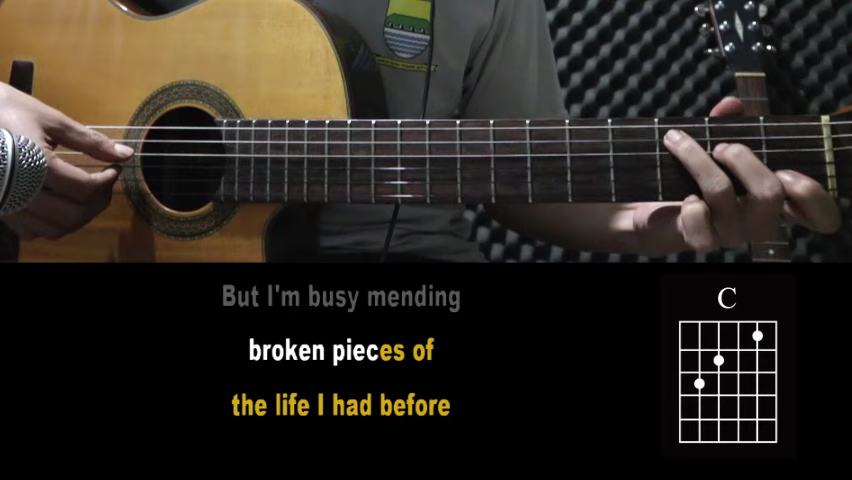 But I'm busy mending
broken pieces of
the life I had before
C